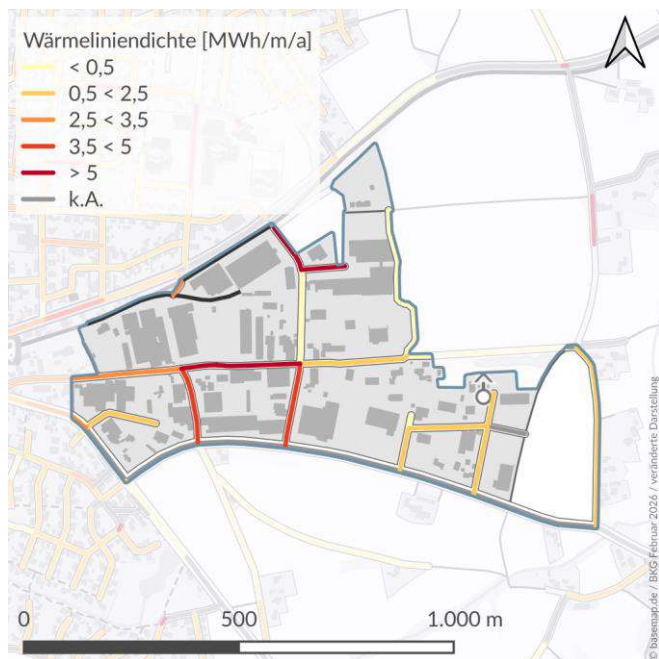 Wärmeliniendichte [MWh/m/a]
< 0,5
0,5 < 2,5
2,5 < 3,5
3,5 < 5
> 5
k.A.
0 500 1.000 m
© basemap.de / BKG Februar 2026 / veränderte Darstellung